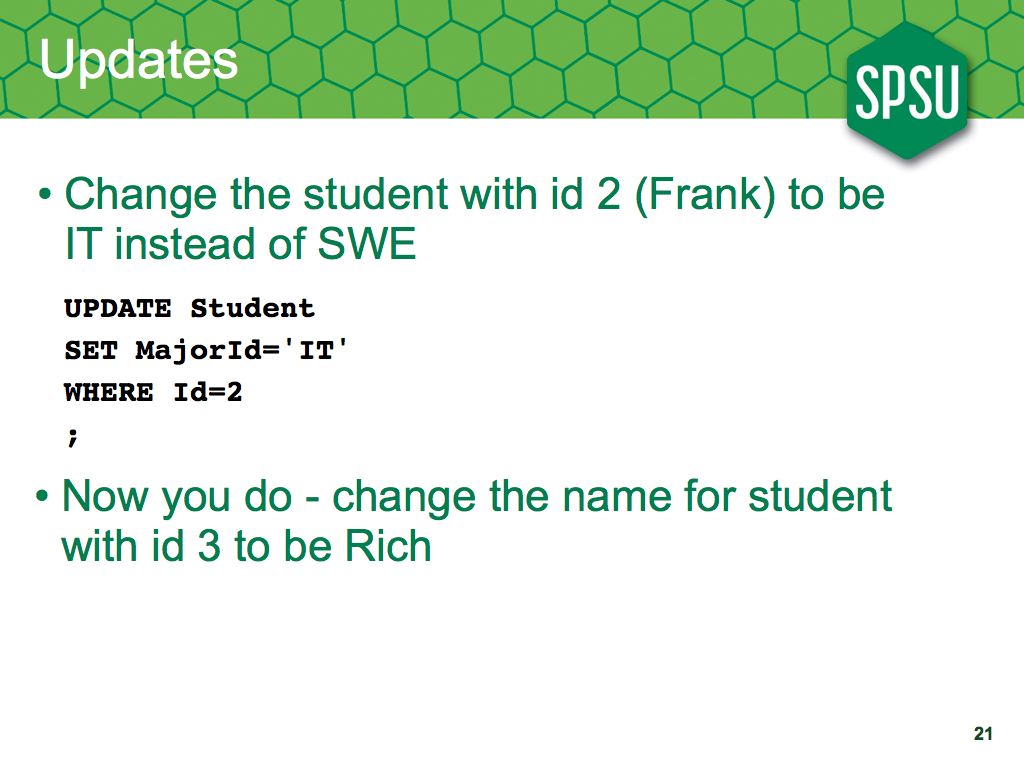 Updates
SPSU
• Change the student with id 2 (Frank) to be
IT instead of SWE
UPDATE Student
SET MajorId='IT'
WHERE Id=2
;
• Now you do - change the name for student
with id 3 to be Rich
21